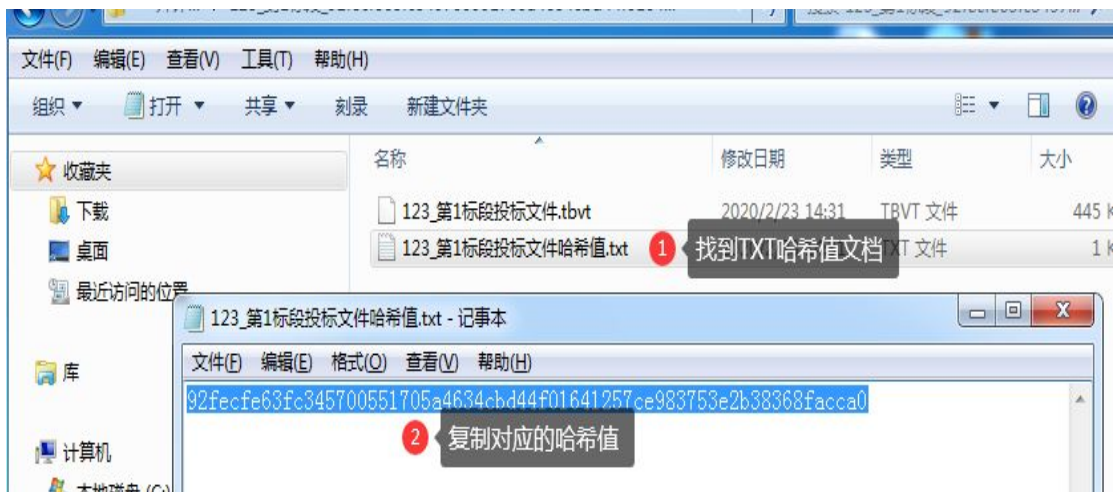 文件(F) 编辑(E) 查看(V) 工具(T) 帮助(H)
组织 打开 共享 刻录 新建文件夹
收藏夹
下载
桌面
最近访问的位置
库
计算机
本地磁盘 (C:)
名称 修改日期 类型 大小
123_第1标段投标文件.tbvt 2020/2/23 14:31 TBVT 文件 445 K
123_第1标段投标文件哈希值.txt 1 找到TXT哈希值文档 TXT 文件 1 K
123_第1标段投标文件哈希值.txt - 记事本
文件(F) 编辑(E) 格式(O) 查看(V) 帮助(H)
92fecfe63fc345700551705a4634cbd44f01641257ce983753e2b38368facca0
2 复制对应的哈希值